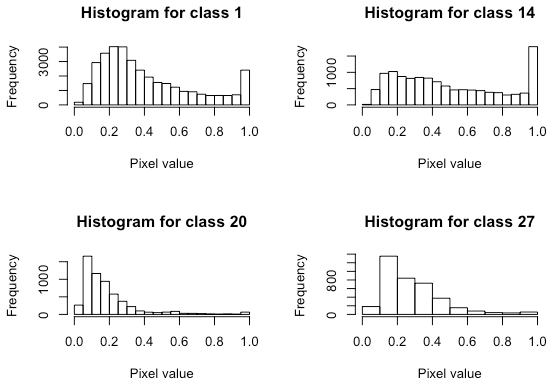 Histogram for class 1
Frequency
0 3000
0.0 0.2 0.4 0.6 0.8 1.0
Pixel value
Histogram for class 14
Frequency
0 1000
0.0 0.2 0.4 0.6 0.8 1.0
Pixel value
Histogram for class 20
Frequency
0 1000
0.0 0.2 0.4 0.6 0.8 1.0
Pixel value
Histogram for class 27
Frequency
0 800
0.0 0.2 0.4 0.6 0.8 1.0
Pixel value